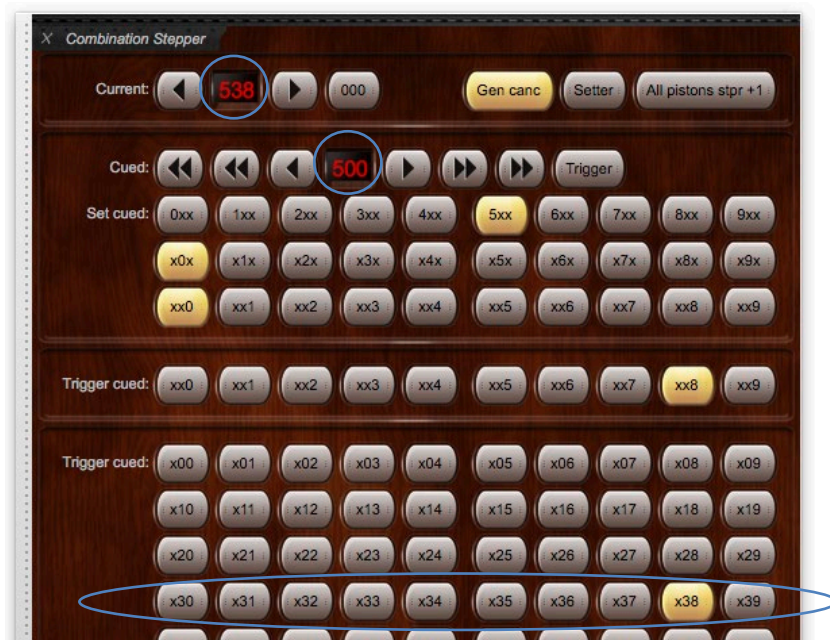 X Combination Stepper
Current: 538 000 Gen canc Setter All pistons stpr +1
Cued: 500 Trigger
Set cued: 0xx 1xx 2xx 3xx 4xx 5xx 6xx 7xx 8xx 9xx
x0x x1x x2x x3x x4x x5x x6x x7x x8x x9x
xx0 xx1 xx2 xx3 xx4 xx5 xx6 xx7 xx8 xx9
Trigger cued: xx0 xx1 xx2 xx3 xx4 xx5 xx6 xx7 xx8 xx9
Trigger cued: x00 x01 x02 x03 x04 x05 x06 x07 x08 x09
x10 x11 x12 x13 x14 x15 x16 x17 x18 x19
x20 x21 x22 x23 x24 x25 x26 x27 x28 x29
x30 x31 x32 x33 x34 x35 x36 x37 x38 x39